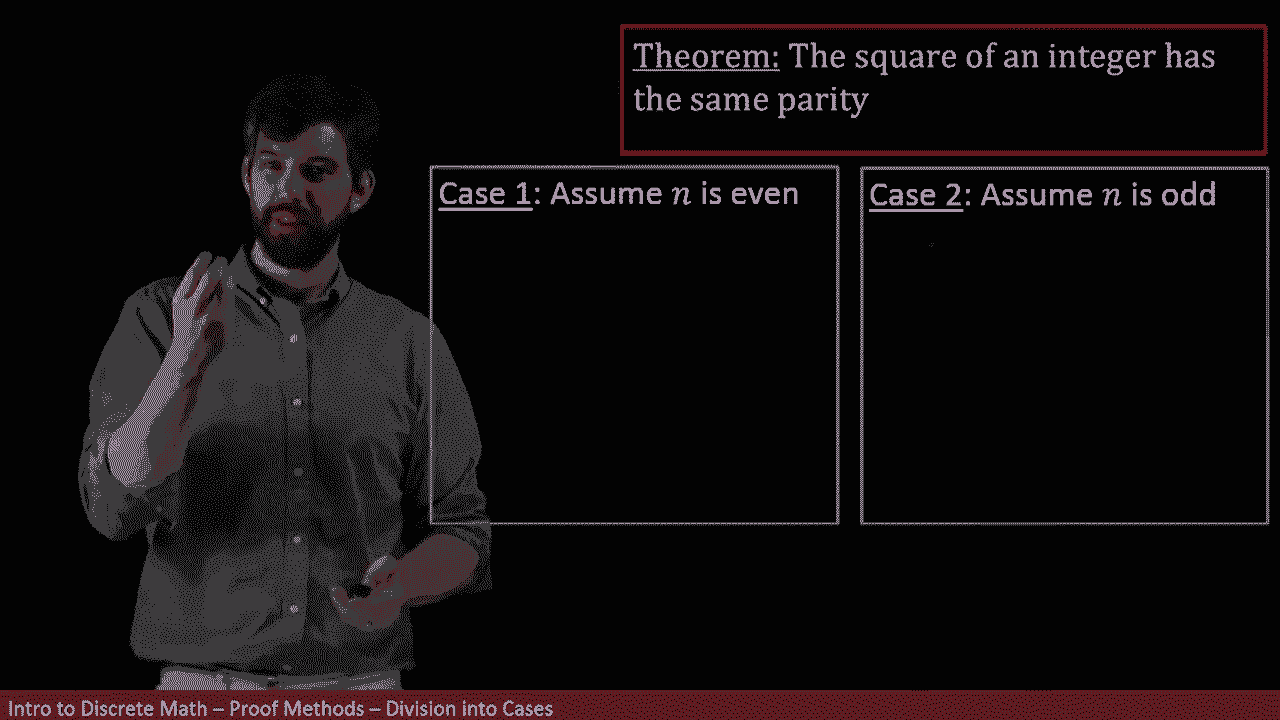 Theorem: The square of an integer has
the same parity
Case 1: Assume n is even
Case 2: Assume n is odd
Intro to Discrete Math – Proof Methods – Division into Cases